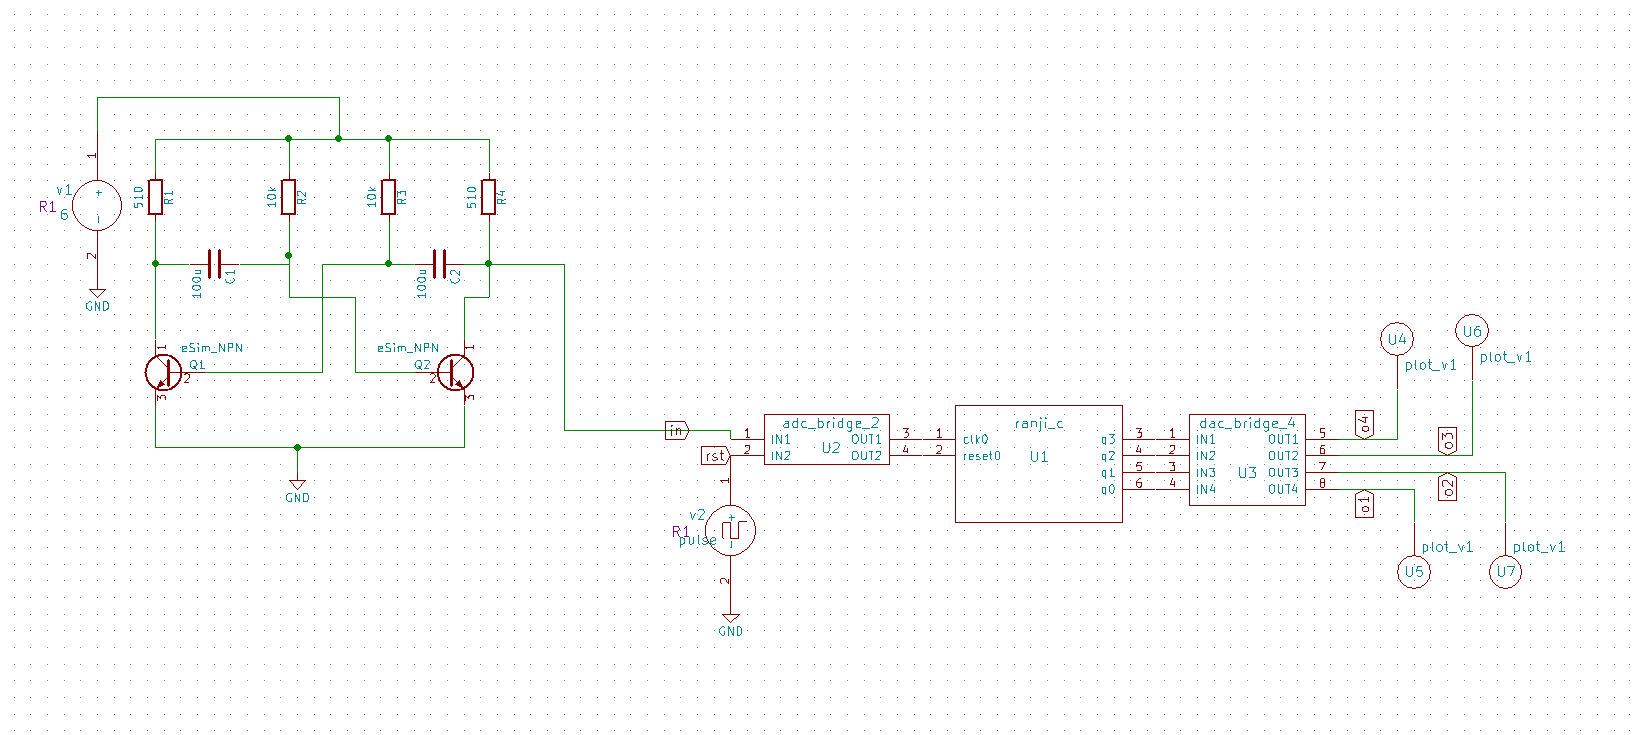 v1
R1
6
1
2
GND
510
R1
10k
R2
10k
R3
510
R4
100u
C1
100u
C2
eSim_NPN
Q1
1
2
3
eSim_NPN
Q2
1
2
3
GND
in
rst
1
2
adc_bridge_2
IN1 OUT1
IN2 OUT2
U2
3
4
1
2
ranji_c
clk0
reset0
U1
q3
q2
q1
q0
3
4
5
6
1
2
3
4
dac_bridge_4
IN1 OUT1
IN2 OUT2
IN3 OUT3
IN4 OUT4
U3
5
6
7
8
o4
o3
o2
o1
U4
plot_v1
U6
plot_v1
U5
plot_v1
U7
plot_v1
v2
R1
pulse
1
2
GND